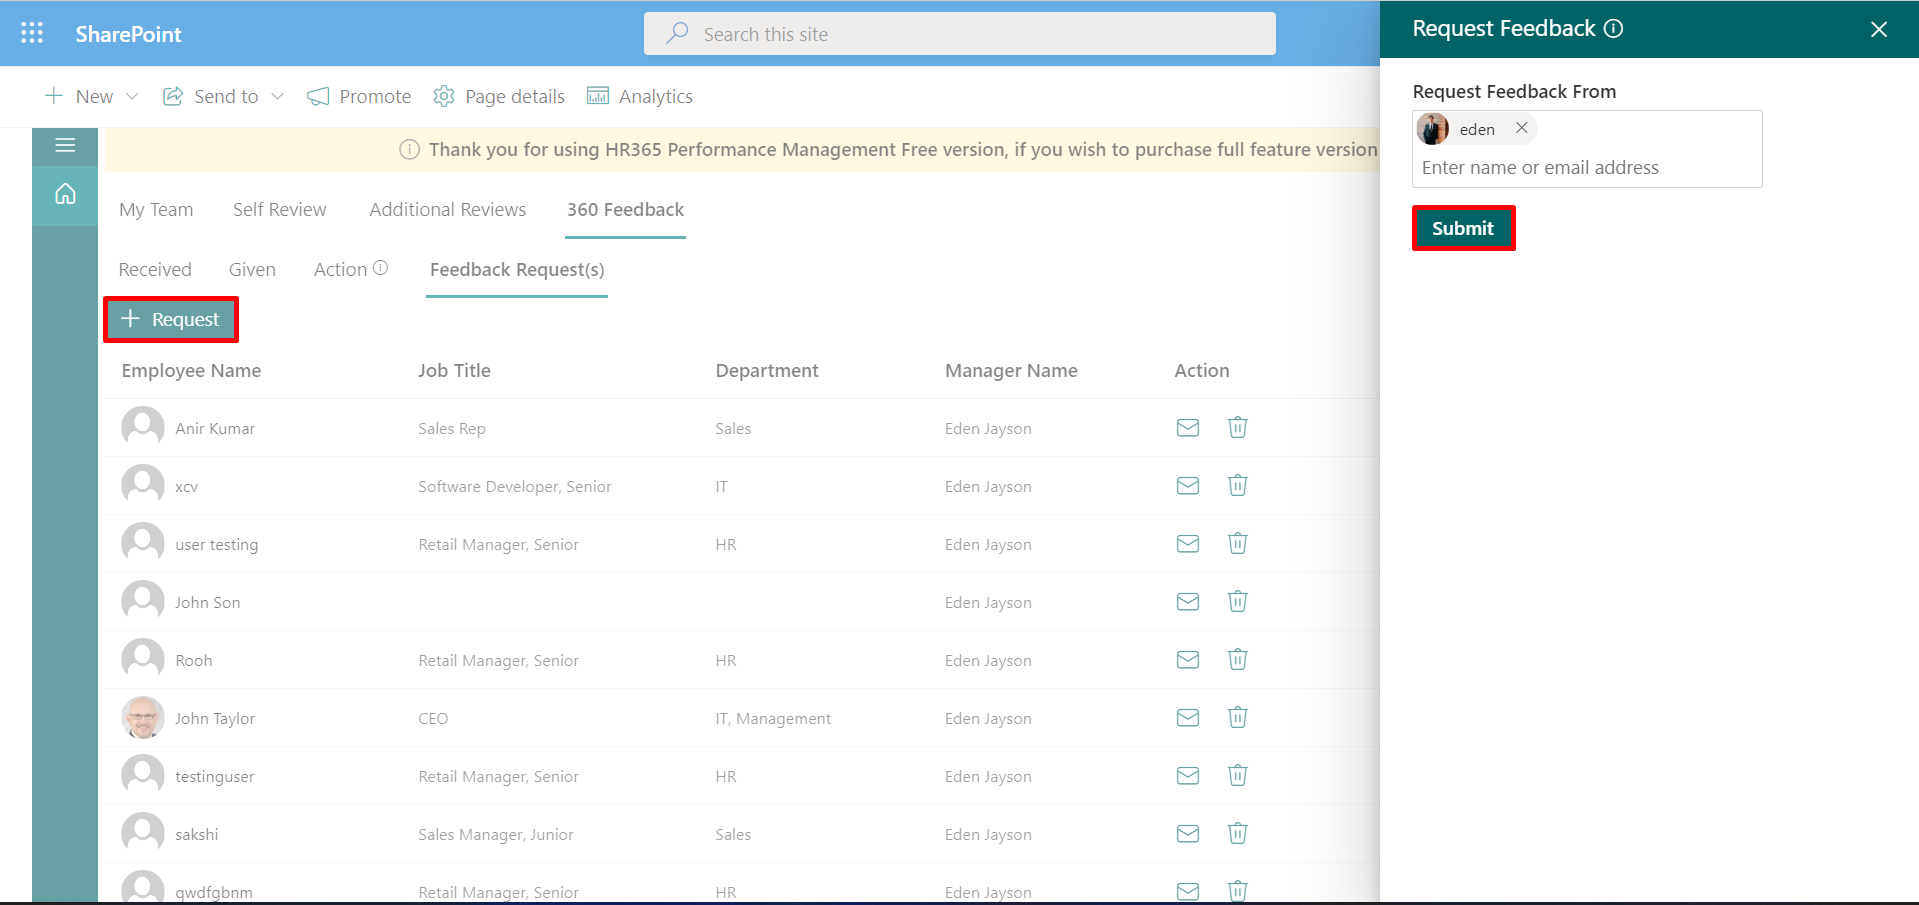 SharePoint
Search this site
New
Send to
Promote
Page details
Analytics
Thank you for using HR365 Performance Management Free version, if you wish to purchase full feature version
My Team
Self Review
Additional Reviews
360 Feedback
Received
Given
Action
Feedback Request(s)
Request
Employee Name Job Title Department Manager Name Action
Anir Kumar Sales Rep Sales Eden Jayson
xcv Software Developer, Senior IT Eden Jayson
user testing Retail Manager, Senior HR Eden Jayson
John Son Eden Jayson
Rooh Retail Manager, Senior HR Eden Jayson
John Taylor CEO IT, Management Eden Jayson
testinguser Retail Manager, Senior HR Eden Jayson
sakshi Sales Manager, Junior Sales Eden Jayson
qwdfgbnm Retail Manager, Senior HR Eden Jayson
Request Feedback
Request Feedback From
eden
Enter name or email address
Submit